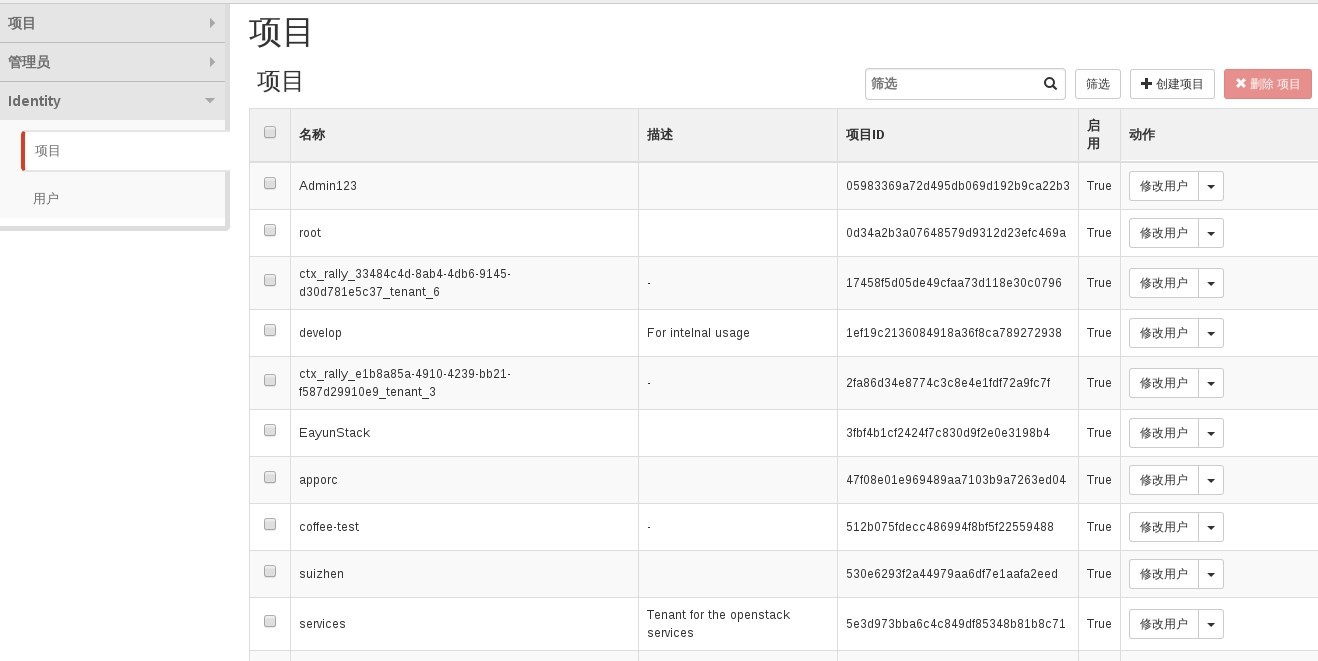 项目
管理员
Identity
项目
用户
项目
项目
筛选 筛选 创建项目 删除 项目
名称 描述 项目ID 启用 动作
Admin123 05983369a72d495db069d192b9ca22b3 True 修改用户
root 0d34a2b3a07648579d9312d23efc469a True 修改用户
ctx_rally_33484c4d-8ab4-4db6-9145-
d30d781e5c37_tenant_6 - 17458f5d05de49cfaa73d118e30c0796 True 修改用户
develop For intelnal usage 1ef19c2136084918a36f8ca789272938 True 修改用户
ctx_rally_e1b8a85a-4910-4239-bb21-
f587d29910e9_tenant_3 - 2fa86d34e8774c3c8e4e1fdf72a9fc7f True 修改用户
EayunStack 3fbf4b1cf2424f7c830d9f2e0e3198b4 True 修改用户
apporc 47f08e01e969489aa7103b9a7263ed04 True 修改用户
coffee-test - 512b075fdecc486994f8bf5f22559488 True 修改用户
suizhen 530e6293f2a44979aa6df7e1aafa2eed True 修改用户
services Tenant for the openstack
services 5e3d973bba6c4c849df85348b81b8c71 True 修改用户